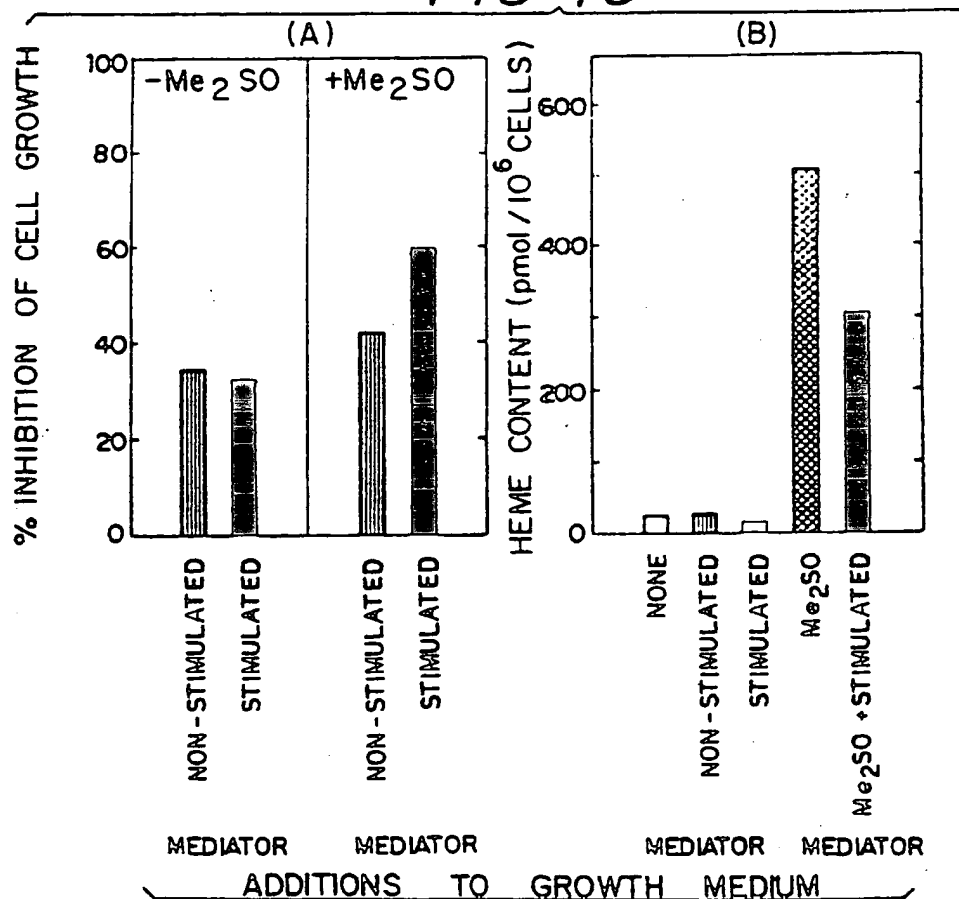 (A)
(B)
% INHIBITION OF CELL GROWTH
100
80
60
40
20
0
-Me2SO
+Me2SO
NON-STIMULATED
STIMULATED
NON-STIMULATED
STIMULATED
MEDIATOR
MEDIATOR
HEME CONTENT (pmol/10^6 CELLS)
600
400
200
0
NONE
NON-STIMULATED
STIMULATED
Me2SO
Me2SO +STIMULATED
MEDIATOR
MEDIATOR
ADDITIONS TO GROWTH MEDIUM